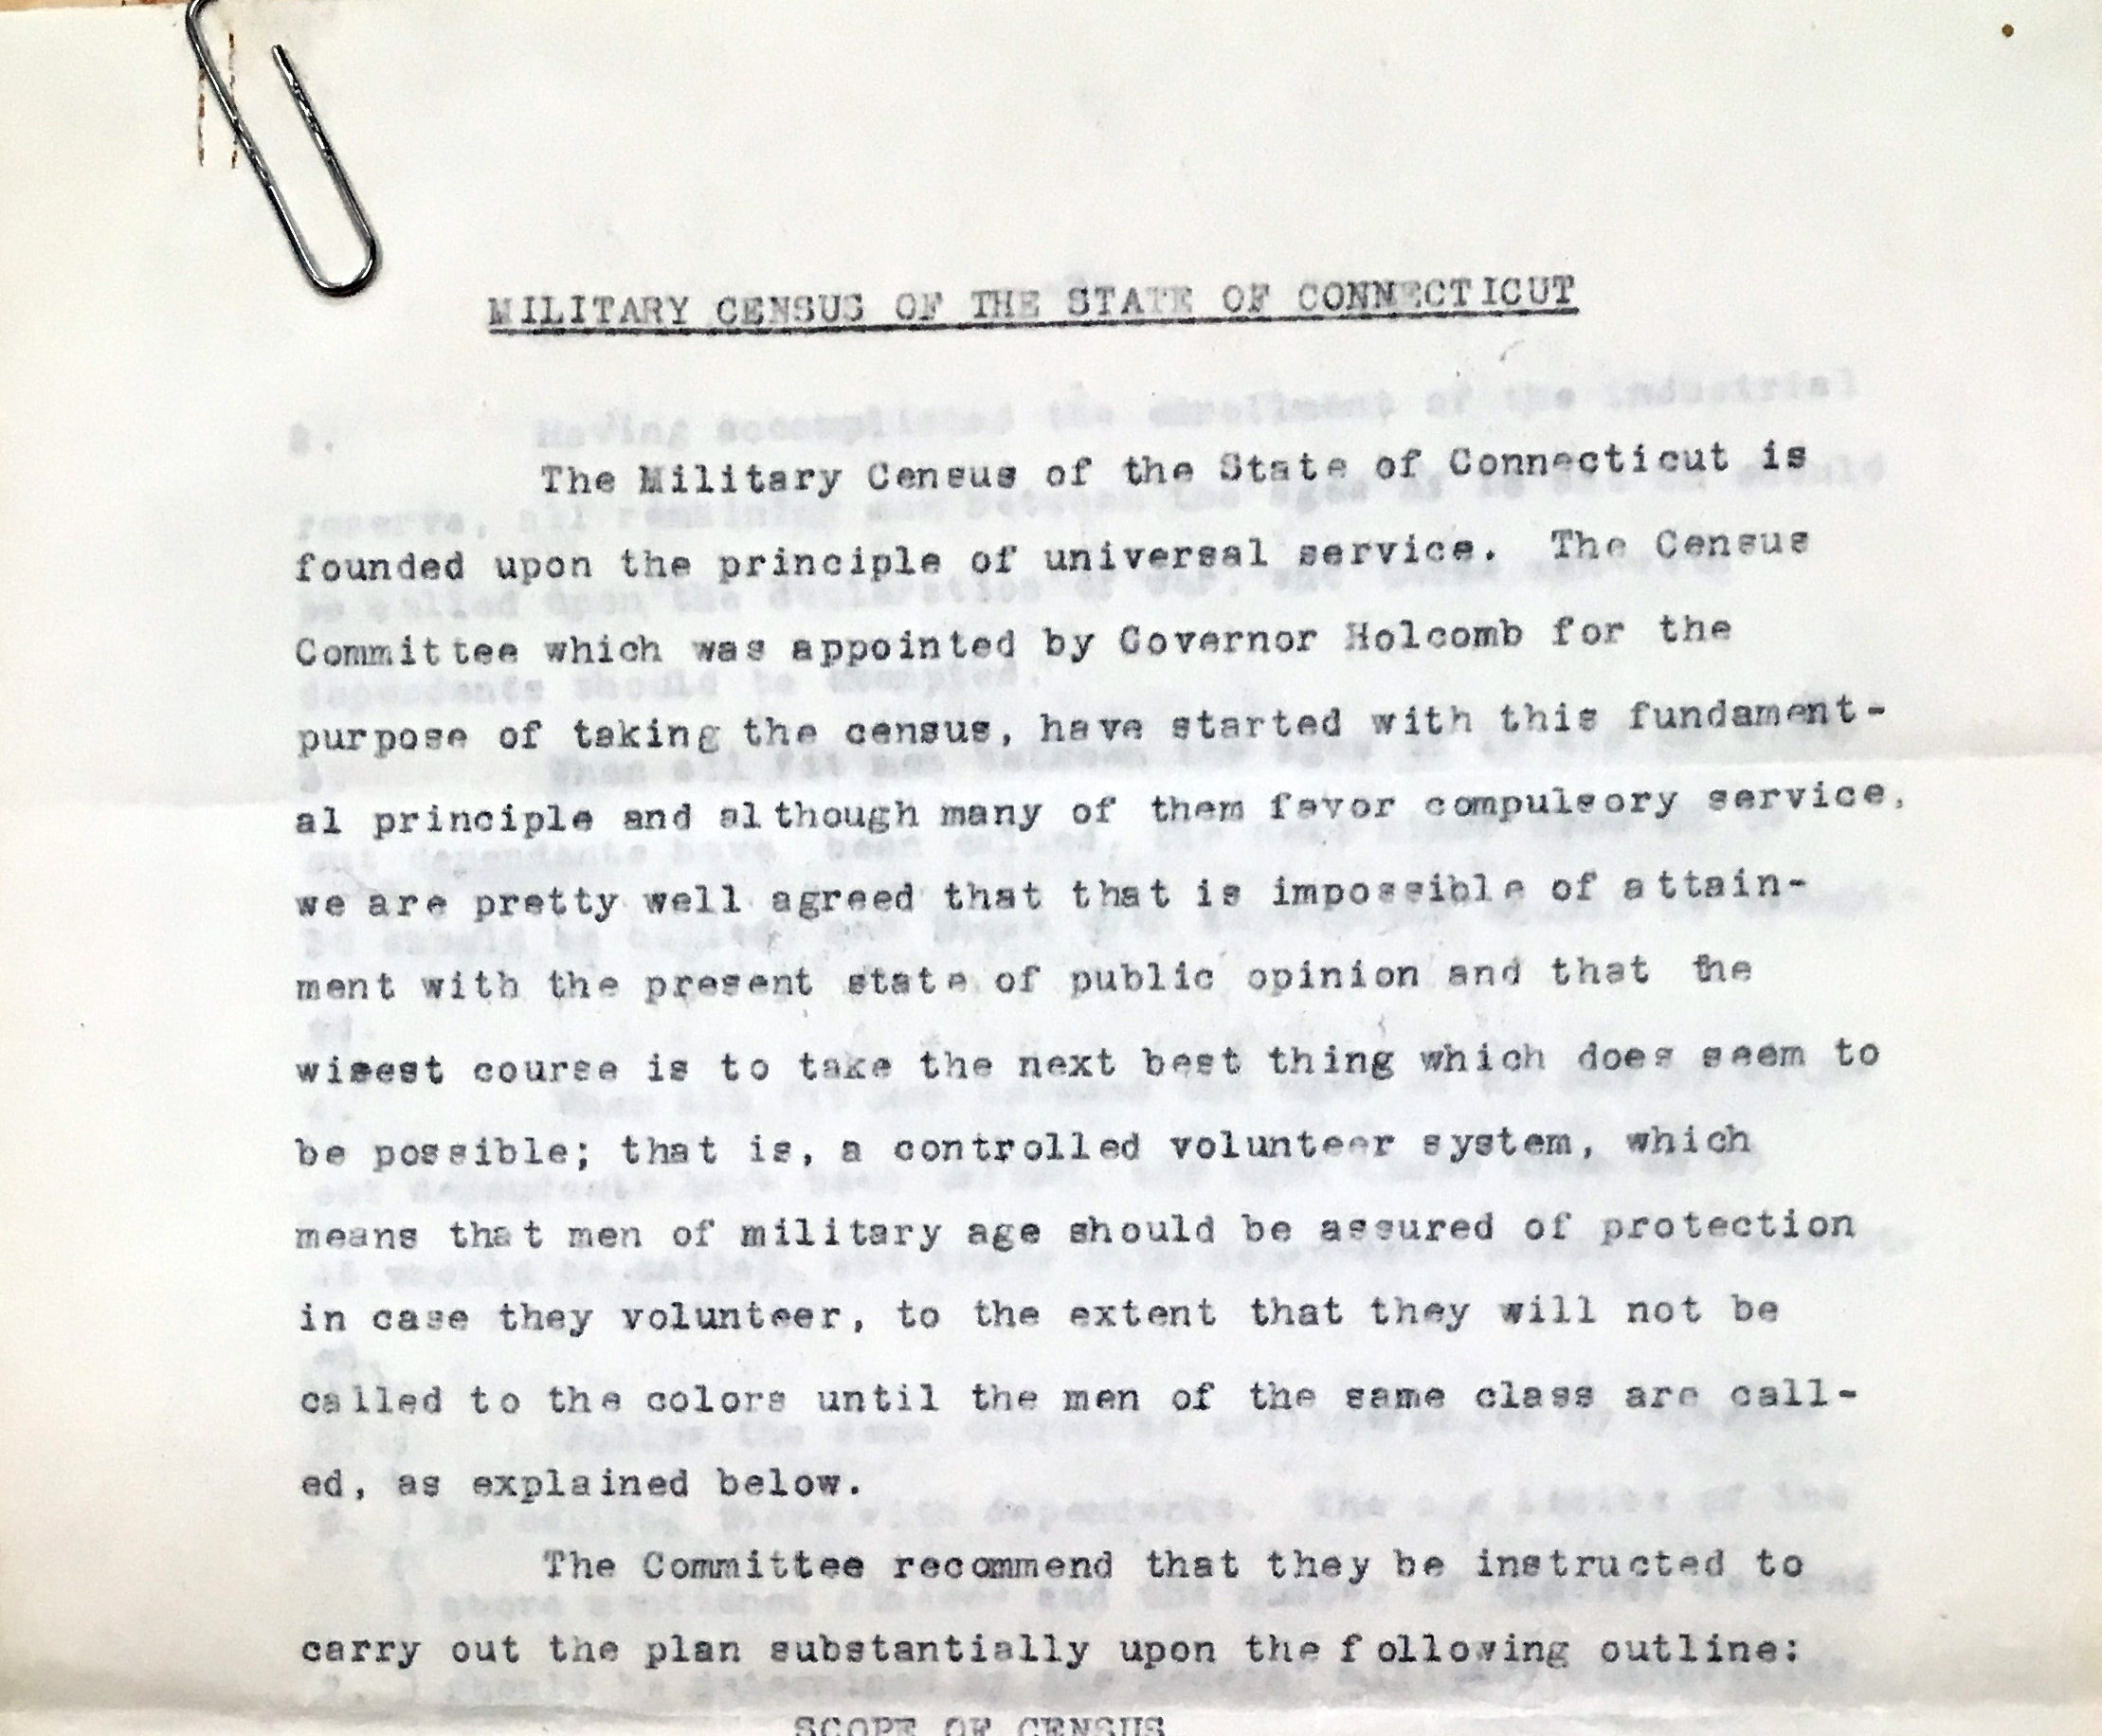 MILITARY CENSUS OF THE STATE OF CONNECTICUT
The Military Census of the State of Connecticut is
founded upon the principle of universal service. The Census
Committee which was appointed by Governor Holcomb for the
purpose of taking the census, have started with this fundament-
al principle and although many of them favor compulsory service,
we are pretty well agreed that that is impossible of attain-
ment with the present state of public opinion and that the
wisest course is to take the next best thing which does seem to
be possible; that is, a controlled volunteer system, which
means that men of military age should be assured of protection
in case they volunteer, to the extent that they will not be
called to the colors until the men of the same class are call-
ed, as explained below.
The Committee recommend that they be instructed to
carry out the plan substantially upon the following outline:
SCOPE OF CENSUS